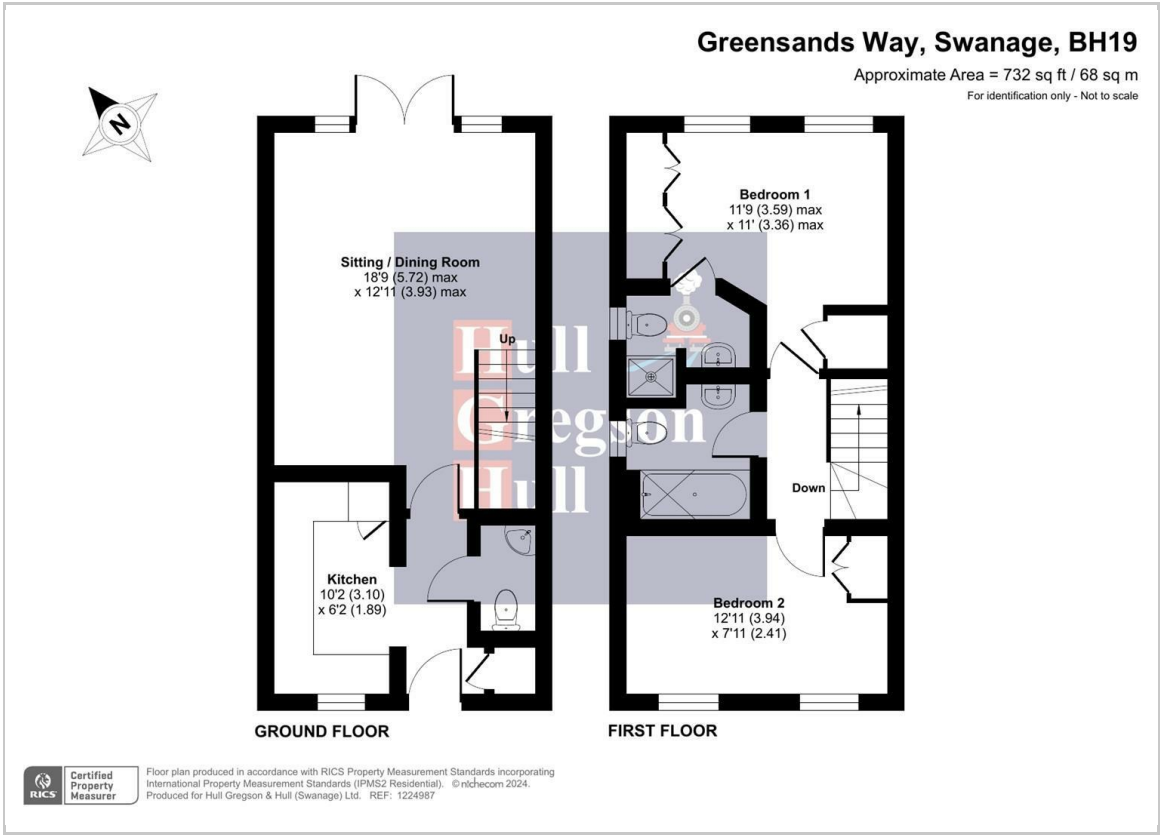 Greensands Way, Swanage, BH19
Approximate Area = 732 sq ft / 68 sq m
For identification only - Not to scale
N
Sitting / Dining Room
18'9 (5.72) max
x 12'11 (3.93) max
Up
Kitchen
10'2 (3.10)
x 6'2 (1.89)
GROUND FLOOR
Bedroom 1
11'9 (3.59) max
x 11' (3.36) max
Down
Bedroom 2
12'11 (3.94)
x 7'11 (2.41)
FIRST FLOOR
Hull
Gregson
Hull
RICS
Certified
Property
Measurer
Floor plan produced in accordance with RICS Property Measurement Standards incorporating
International Property Measurement Standards (IPMS2 Residential). © nichecom 2024.
Produced for Hull Gregson & Hull (Swanage) Ltd. REF: 1224987